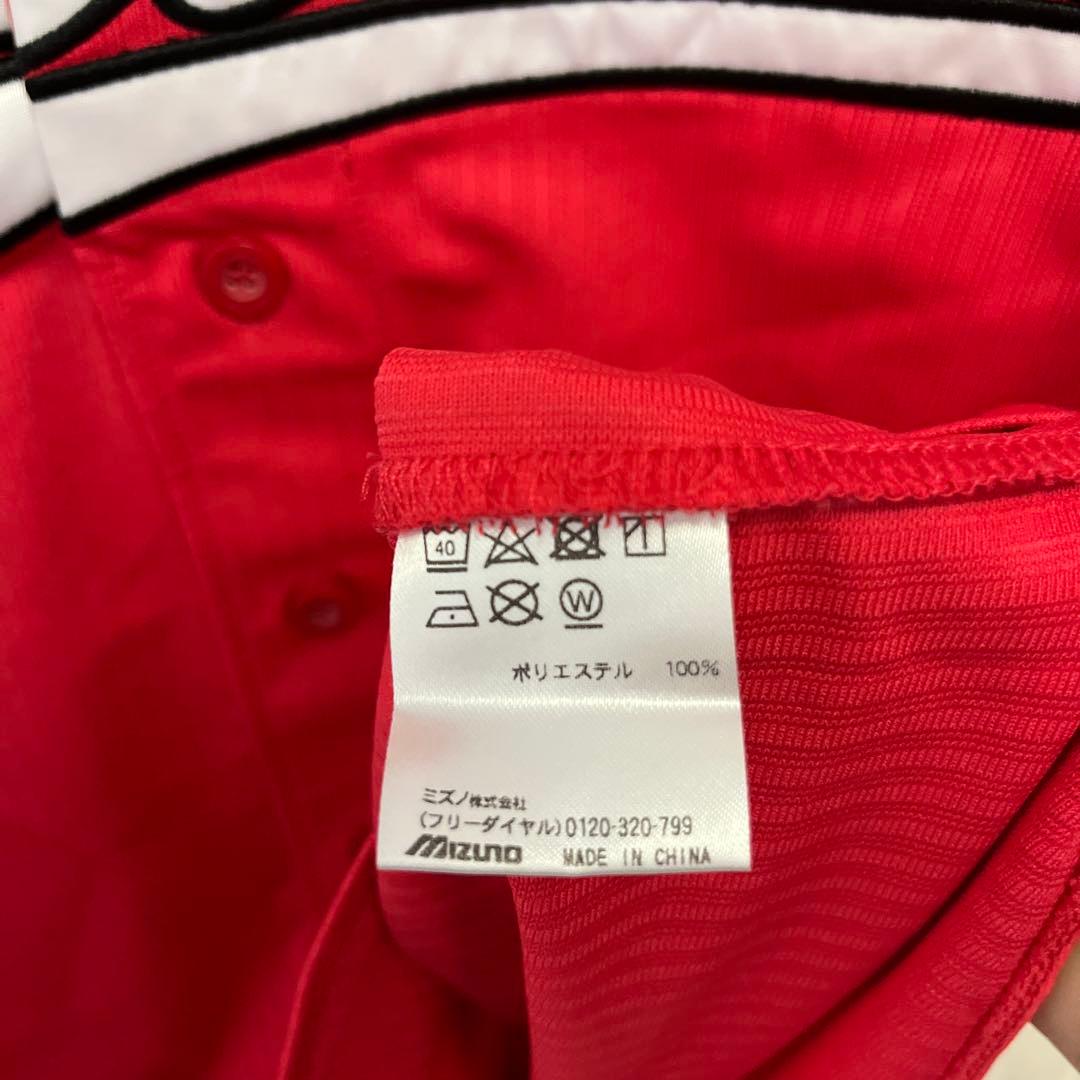 40
W
ポリエステル 100%
ミズノ株式会社
(フリーダイヤル)0120-320-799
MIZUNO MADE IN CHINA